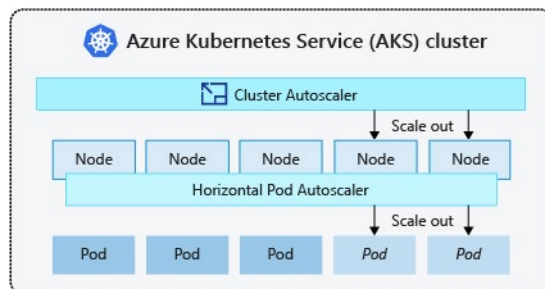 Azure Kubernetes Service (AKS) cluster
Cluster Autoscaler
Scale out
Node Node Node Node Node
Horizontal Pod Autoscaler
Scale out
Pod Pod Pod Pod Pod